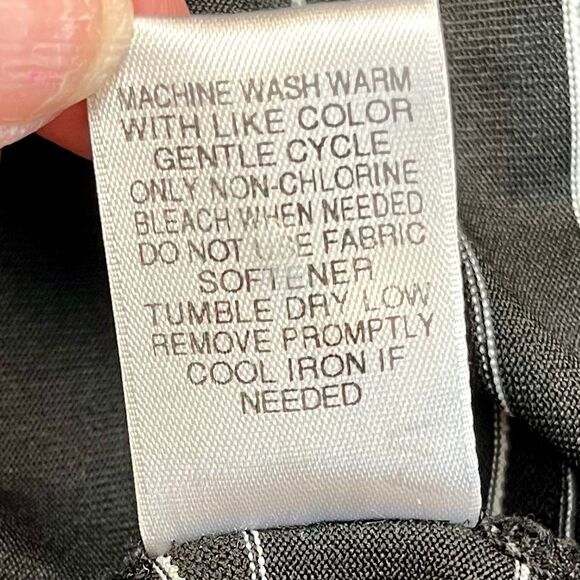 MACHINE WASH WARM
WITH LIKE COLOR
GENTLE CYCLE
ONLY NON-CHLORINE
BLEACH WHEN NEEDED
DO NOT USE FABRIC
SOFTENER
TUMBLE DRY LOW
REMOVE PROMPTLY
COOL IRON IF
NEEDED